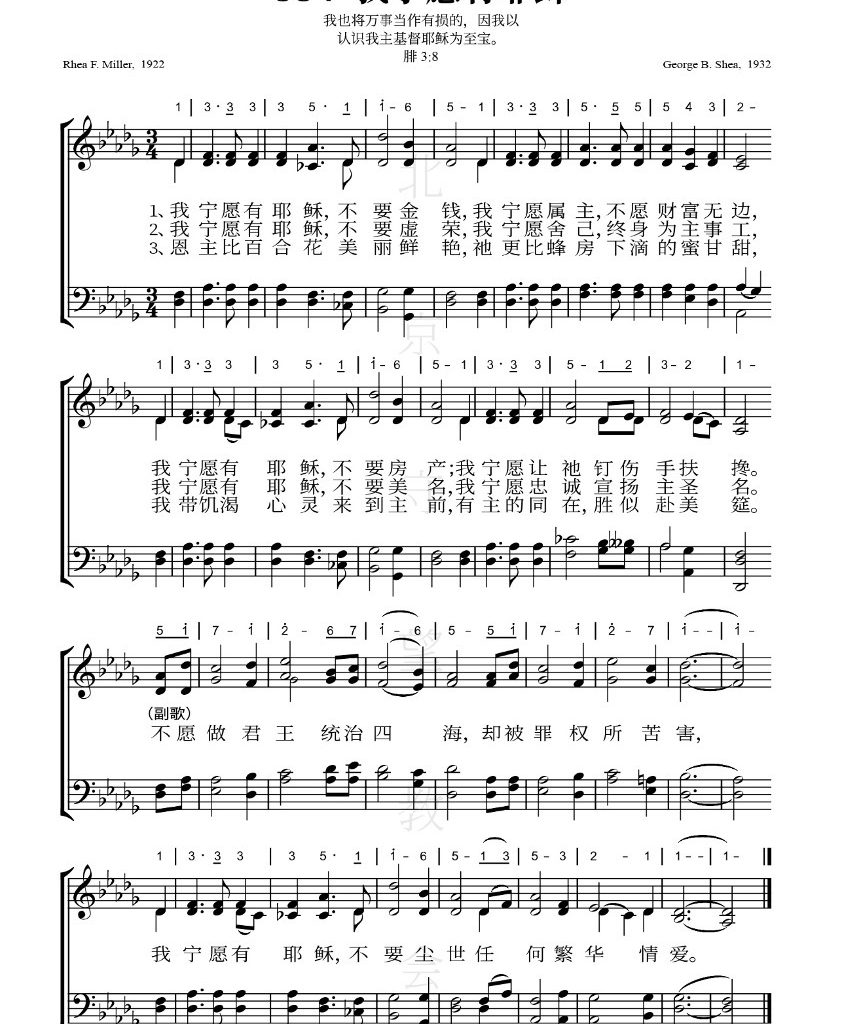 我也将万事当作有损的，因我以
认识我主基督耶稣为至宝。
腓 3:8
Rhea F. Miller, 1922
George B. Shea, 1932
1 | 3·3 3 | 3 5·1 | i-6 | 5-1 | 3·3 3 | 5·5 5 | 5 4 3 | 2-
1、我宁愿有耶稣，不要金钱，我宁愿属主，不愿财富无边，
2、我宁愿有耶稣，不要虚荣，我宁愿舍己，终身为主事工，
3、恩主比百合花美丽鲜艳，祂更比蜂房下滴的蜜甘甜，
1 | 3·3 3 | 3 5·1 | i-6 | 5-1 | 3·3 3 | 5-1 2 | 3-2 | 1-
我宁愿有耶稣，不要房产；我宁愿让祂钉伤手扶搀。
我宁愿有耶稣，不要美名，我宁愿忠诚宣扬主圣名。
我带饥渴心灵来到主前，有主的同在，胜似赴美筵。
5 i | 7-i | 2-6 7 | i-6 | 5-5 i | 7-i | 2-7 | i- | i-
（副歌）
不愿做君王统治四海，却被罪权所苦害，
1 | 3·3 3 | 3 5·1 | i-6 | 5-1 3 | 5-3 | 2-1 | 1- | 1-
我宁愿有耶稣，不要尘世任何繁华情爱。
北京守望教会